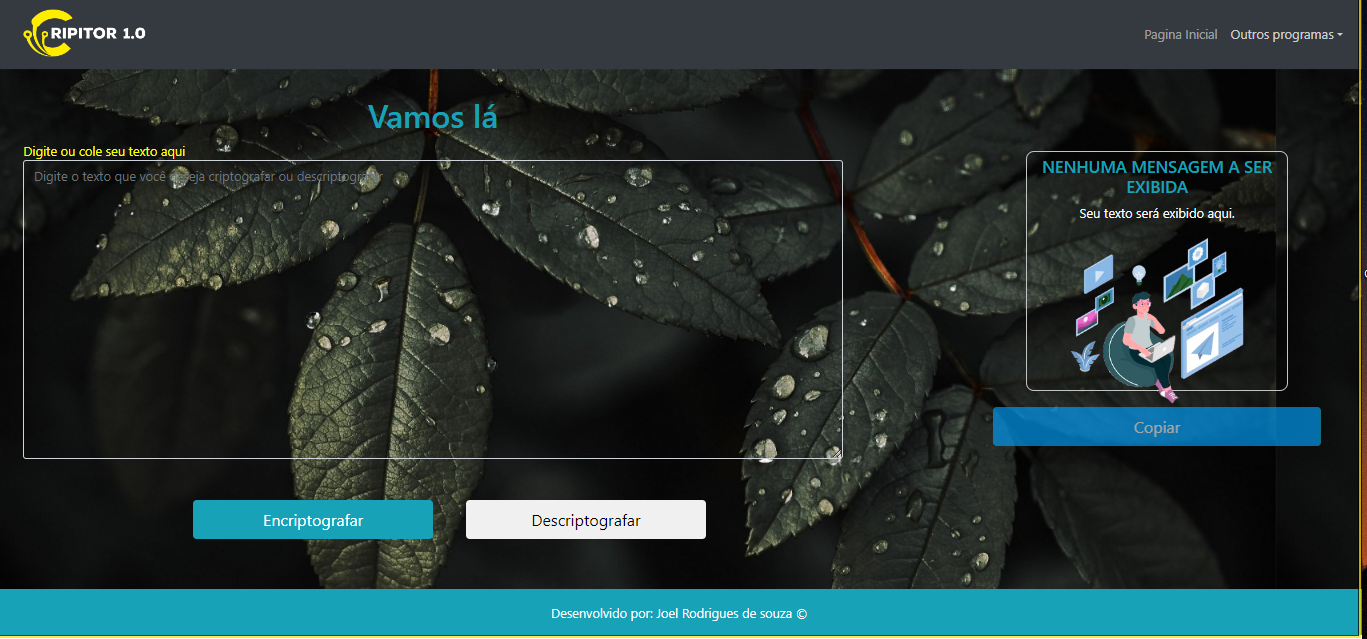 CRIPITOR 1.0
Pagina Inicial
Outros programas
Vamos lá
Digite ou cole seu texto aqui
Digite o texto que você deseja criptografar ou descriptografar
NENHUMA MENSAGEM A SER
EXIBIDA
Seu texto será exibido aqui.
Copiar
Encriptografar
Descriptografar
Desenvolvido por: Joel Rodrigues de souza ©